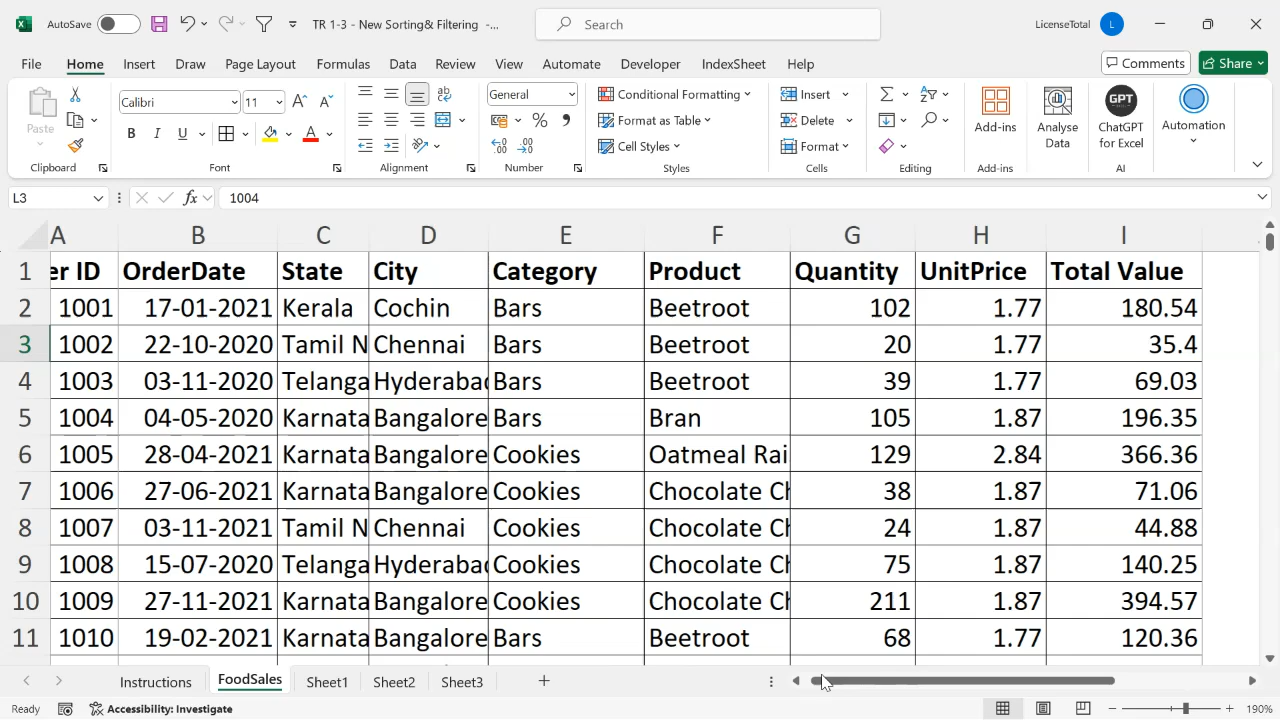 AutoSave
TR 1-3 - New Sorting& Filtering -...
Search
LicenseTotal
L
File Home Insert Draw Page Layout Formulas Data Review View Automate Developer IndexSheet Help
Comments
Share
Paste
Calibri
11
General
Conditional Formatting
Format as Table
Cell Styles
Insert
Delete
Format
Add-ins
Analyse Data
GPT
ChatGPT for Excel
Automation
Clipboard
Font
Alignment
Number
Styles
Cells
Editing
Add-ins
AI
L3
fx
1004
A B C D E F G H I
1 er ID OrderDate State City Category Product Quantity UnitPrice Total Value
2 1001 17-01-2021 Kerala Cochin Bars Beetroot 102 1.77 180.54
3 1002 22-10-2020 Tamil N Chennai Bars Beetroot 20 1.77 35.4
4 1003 03-11-2020 Telanga Hyderabad Bars Beetroot 39 1.77 69.03
5 1004 04-05-2020 Karnata Bangalore Bars Bran 105 1.87 196.35
6 1005 28-04-2021 Karnata Bangalore Cookies Oatmeal Rai 129 2.84 366.36
7 1006 27-06-2021 Karnata Bangalore Cookies Chocolate Ch 38 1.87 71.06
8 1007 03-11-2021 Tamil N Chennai Cookies Chocolate Ch 24 1.87 44.88
9 1008 15-07-2020 Telanga Hyderabad Cookies Chocolate Ch 75 1.87 140.25
10 1009 27-11-2021 Karnata Bangalore Cookies Chocolate Ch 211 1.87 394.57
11 1010 19-02-2021 Karnata Bangalore Bars Beetroot 68 1.77 120.36
Instructions FoodSales Sheet1 Sheet2 Sheet3
Ready
Accessibility: Investigate
190%